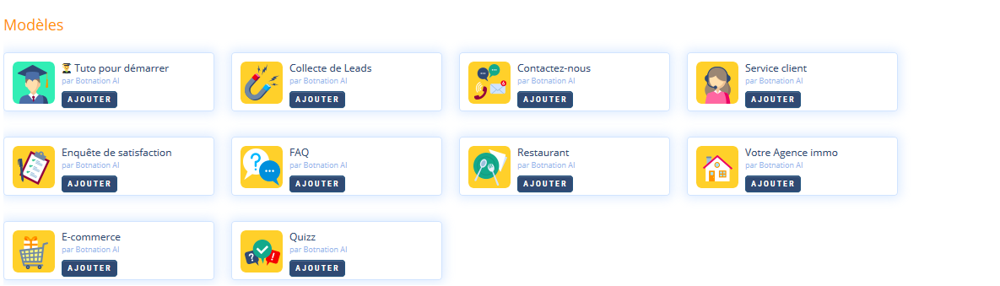 Modèles
Tuto pour démarrer
par Botnation AI
AJOUTER
Collecte de Leads
par Botnation AI
AJOUTER
Contactez-nous
par Botnation AI
AJOUTER
Service client
par Botnation AI
AJOUTER
Enquête de satisfaction
par Botnation AI
AJOUTER
FAQ
par Botnation AI
AJOUTER
Restaurant
par Botnation AI
AJOUTER
Votre Agence immo
par Botnation AI
AJOUTER
E-commerce
par Botnation AI
AJOUTER
Quizz
par Botnation AI
AJOUTER